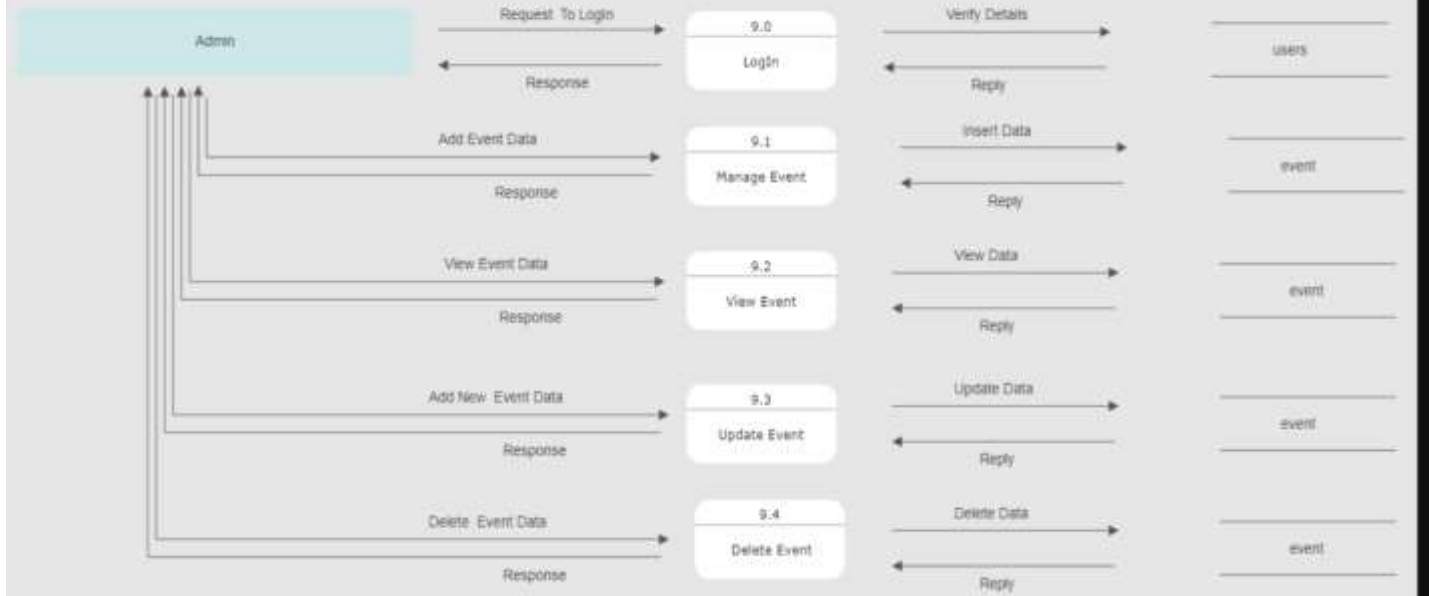 Request To LogIn
Verify Details
9.0
Admin
users
LogIn
Response
Reply
Add Event Data
Insert Data
9.1
event
Manage Event
Response
Reply
View Event Data
View Data
9.2
event
View Event
Response
Reply
Add New Event Data
Update Data
9.3
event
Update Event
Response
Reply
Delete Event Data
Delete Data
9.4
event
Delete Event
Response
Reply